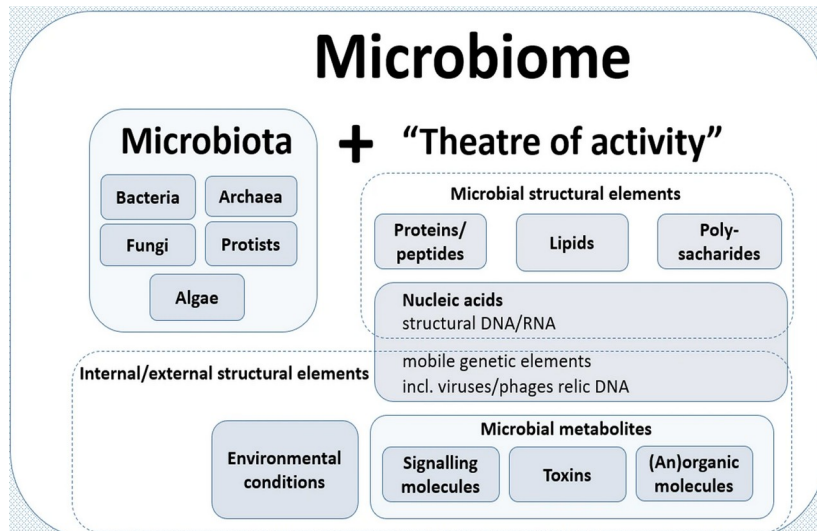 Microbiome
Microbiota + “Theatre of activity”
Bacteria
Archaea
Fungi
Protists
Algae
Microbial structural elements
Proteins/
peptides
Lipids
Poly-
sacharides
Nucleic acids
structural DNA/RNA
mobile genetic elements
incl. viruses/phages relic DNA
Internal/external structural elements
Environmental
conditions
Microbial metabolites
Signalling
molecules
Toxins
(An)organic
molecules